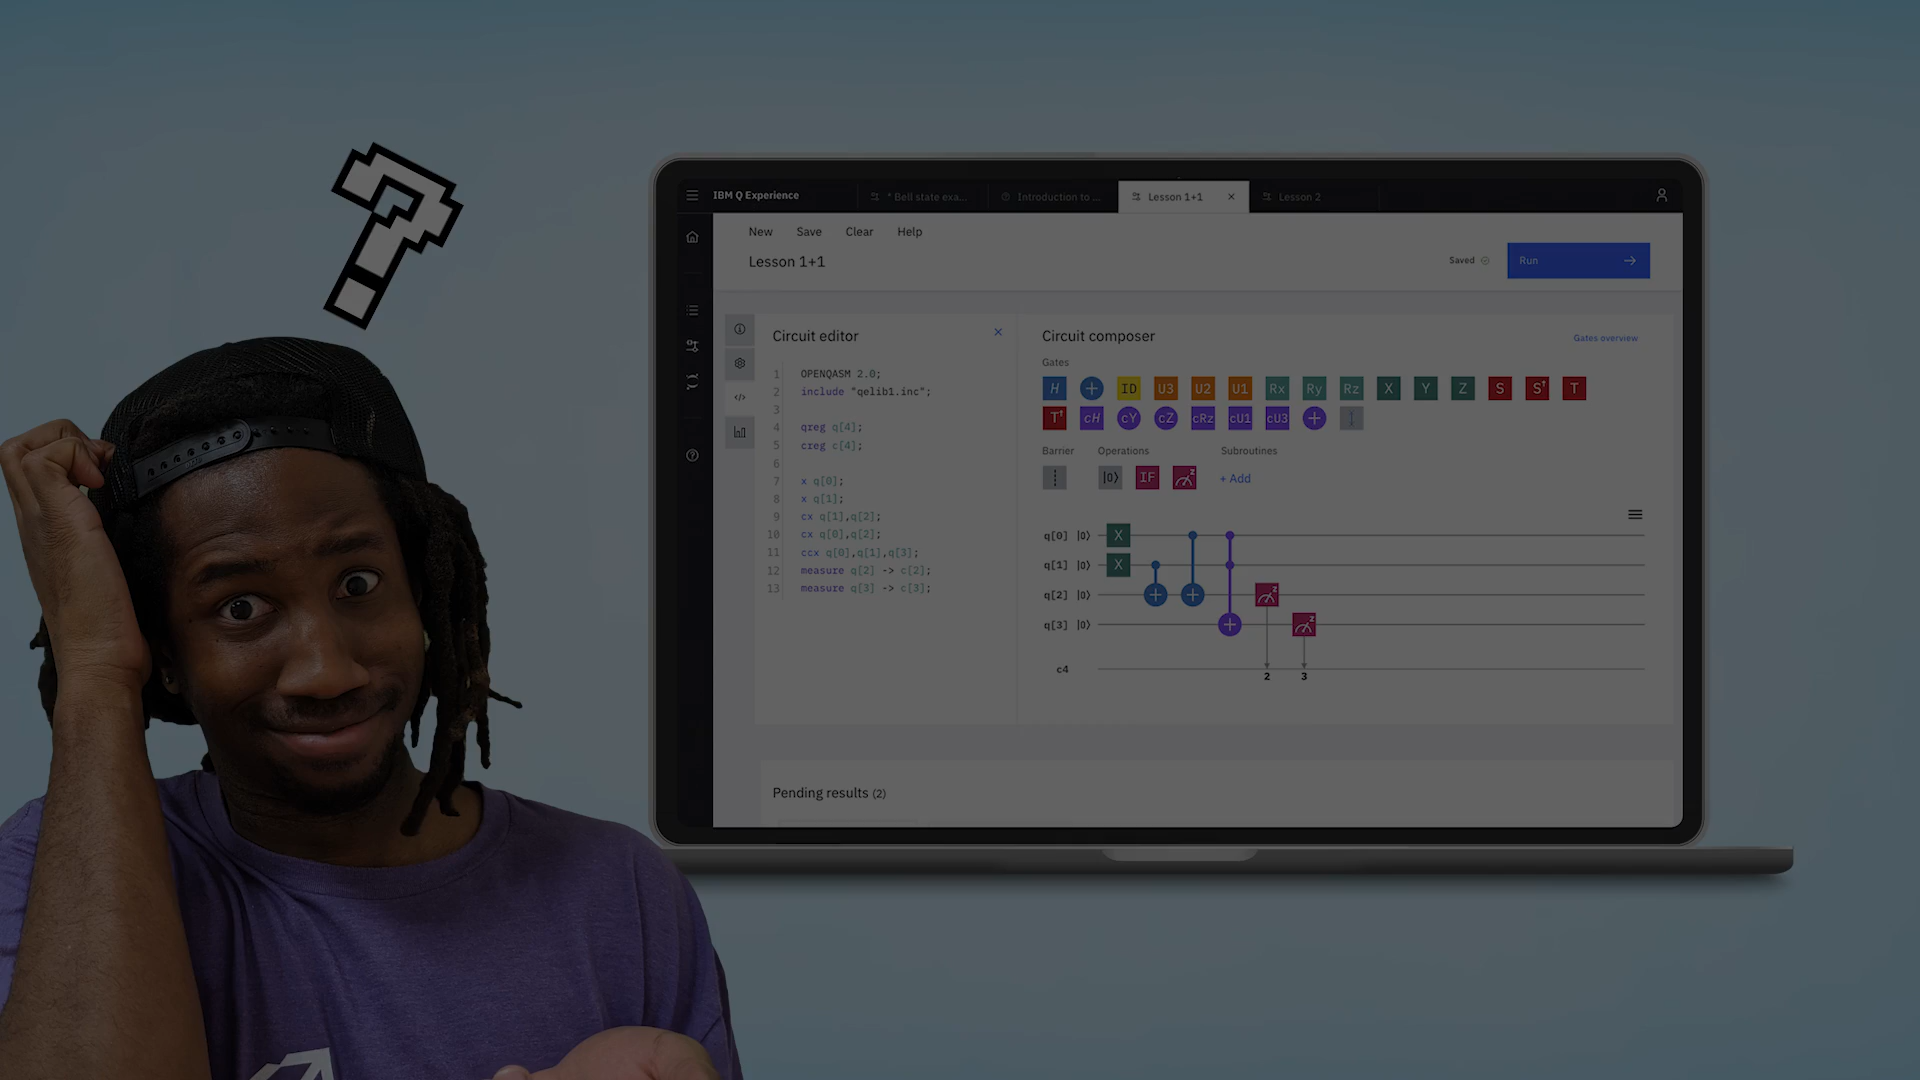 ?
IBM Q Experience
* Bell state exa...
Introduction to ...
Lesson 1+1
Lesson 2
New Save Clear Help
Lesson 1+1
Saved
Run
Circuit editor
1 OPENQASM 2.0;
2 include "qelib1.inc";
3
4 qreg q[4];
5 creg c[4];
6
7 x q[0];
8 x q[1];
9 cx q[1],q[2];
10 cx q[0],q[2];
11 ccx q[0],q[1],q[3];
12 measure q[2] -> c[2];
13 measure q[3] -> c[3];
Circuit composer
Gates overview
Gates
H + ID U3 U2 U1 Rx Ry Rz X Y Z S S† T
T† cH cY cZ cRz cU1 cU3 +
Barrier Operations Subroutines
|0⟩ IF z + Add
q[0] |0⟩ X
q[1] |0⟩ X
q[2] |0⟩ + + z
q[3] |0⟩ + z
c4
2 3
Pending results (2)